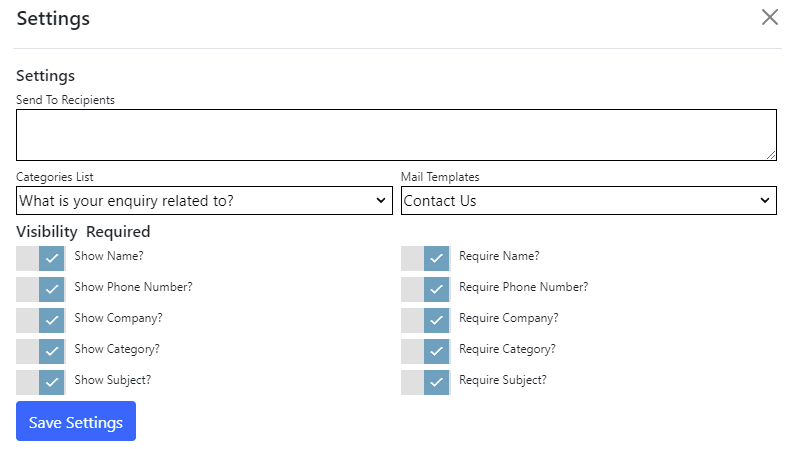 Settings
Settings
Send To Recipients
Categories List Mail Templates
What is your enquiry related to? Contact Us
Visibility Required
Show Name? Require Name?
Show Phone Number? Require Phone Number?
Show Company? Require Company?
Show Category? Require Category?
Show Subject? Require Subject?
Save Settings